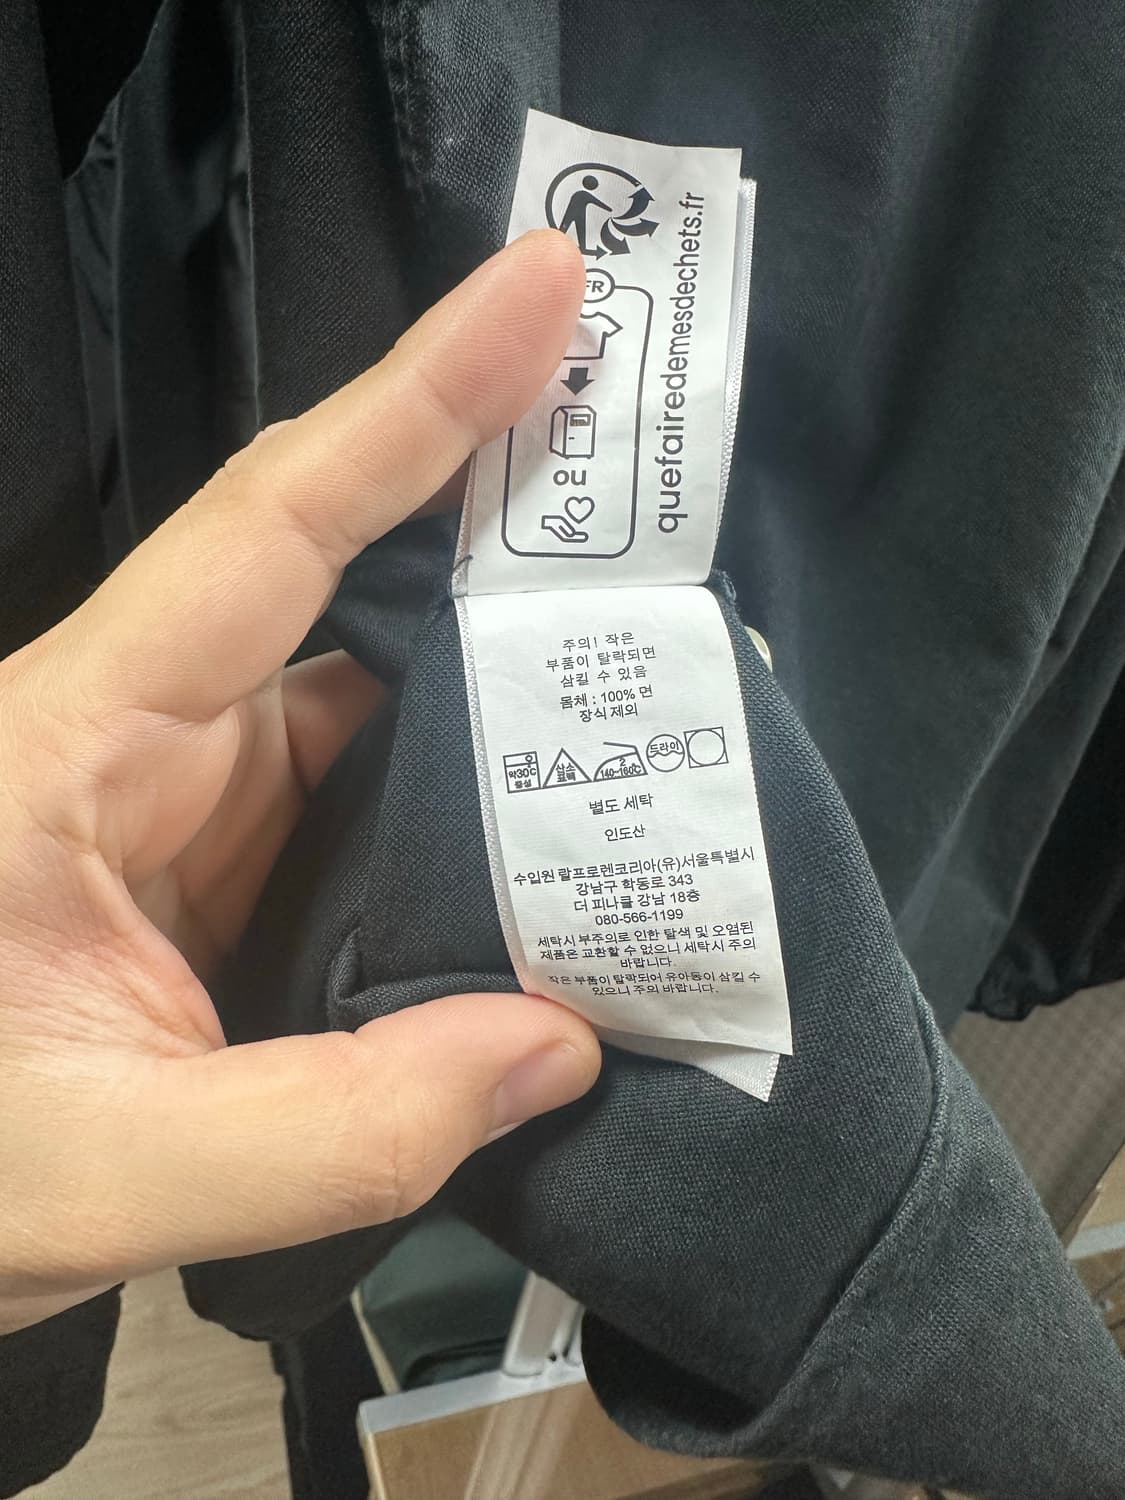 quefairedemesdechets.fr
FR
OU
주의! 작은
부품이 탈락되면
삼킬 수 있음
몸체 : 100% 면
장식 제외
약30℃
중성
산소
표백
2
140~160℃
드라이
별도 세탁
인도산
수입원 랄프로렌코리아(유)서울특별시
강남구 학동로 343
더 피나클 강남 18층
080-566-1199
세탁시 부주의로 인한 탈색 및 오염된
제품은 교환할 수 없으니 세탁시 주의
바랍니다.
작은 부품이 탈락되어 유아동이 삼킬 수
있으니 주의 바랍니다.